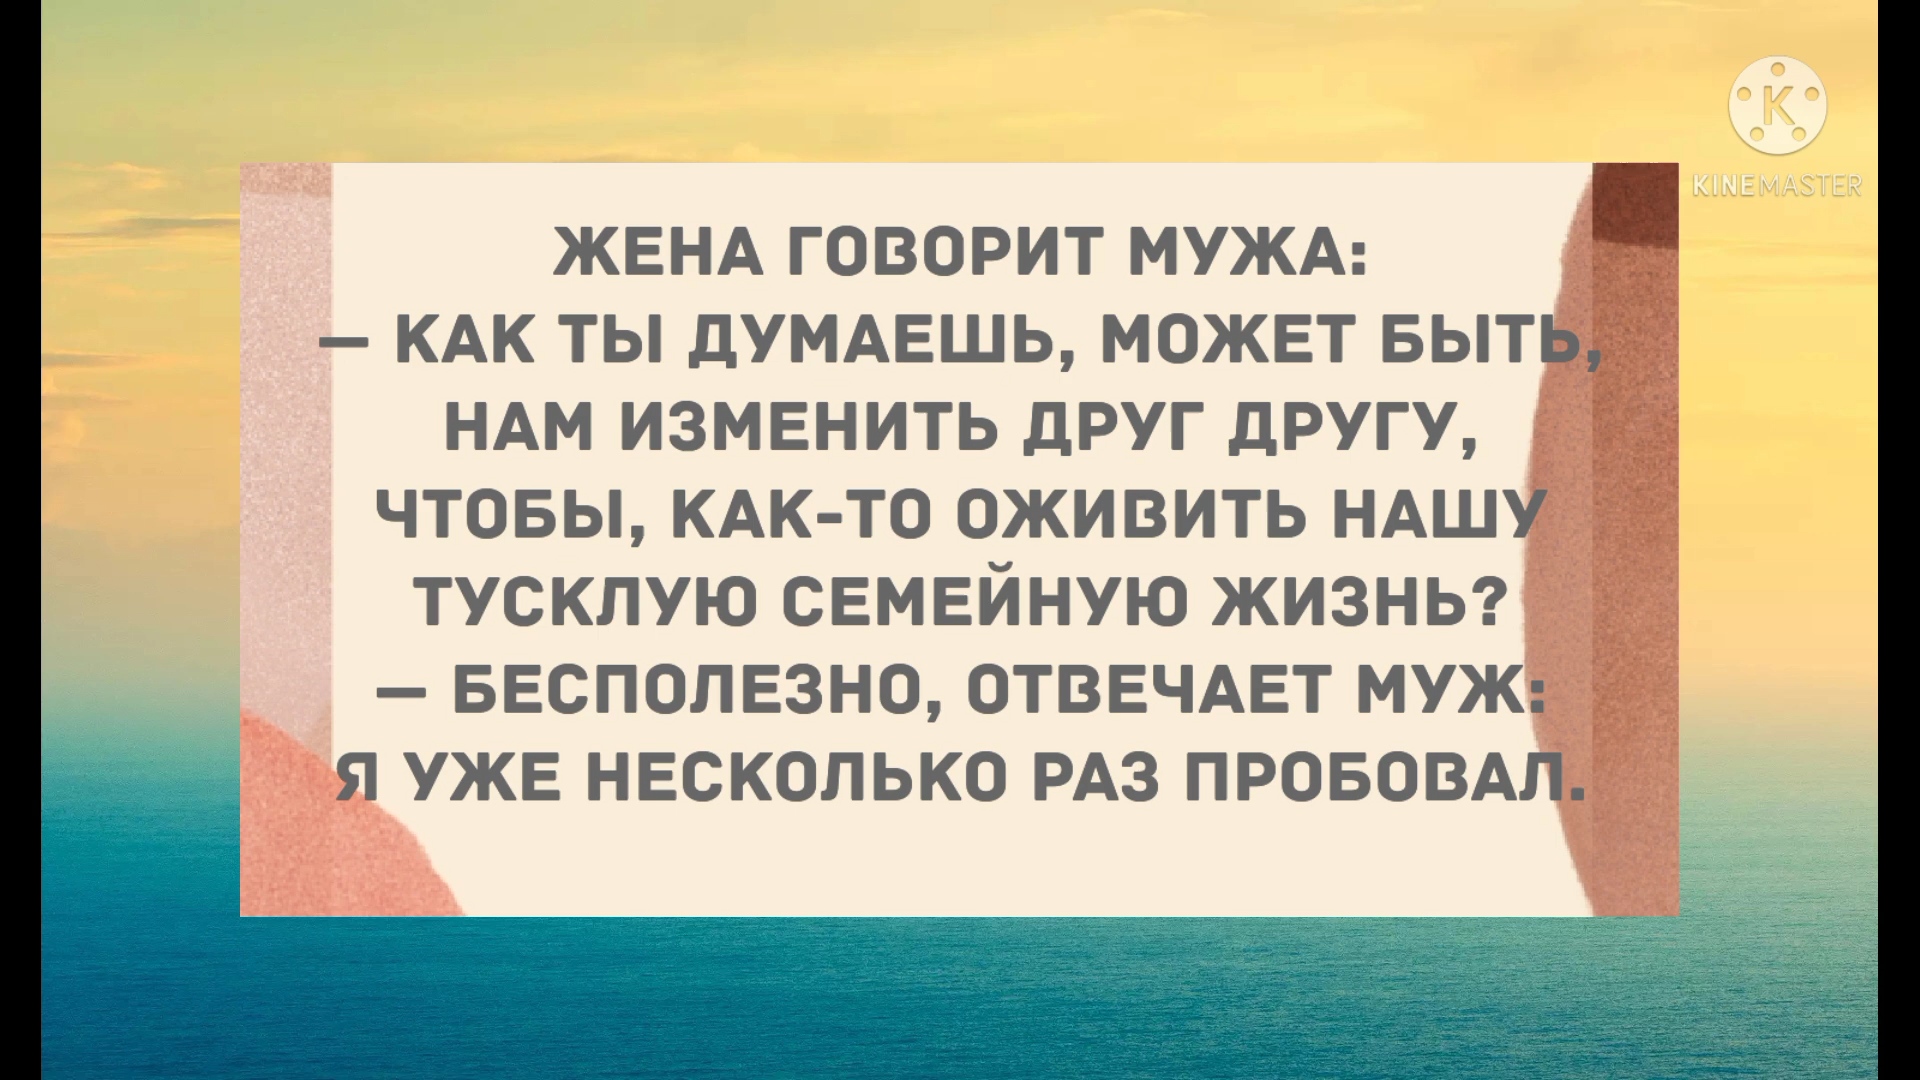 ЖЕНА ГОВОРИТ МУЖА:
– КАК ТЫ ДУМАЕШЬ, МОЖЕТ БЫТЬ,
НАМ ИЗМЕНИТЬ ДРУГ ДРУГУ,
ЧТОБЫ, КАК-ТО ОЖИВИТЬ НАШУ
ТУСКЛУЮ СЕМЕЙНУЮ ЖИЗНЬ?
– БЕСПОЛЕЗНО, ОТВЕЧАЕТ МУЖ:
Я УЖЕ НЕСКОЛЬКО РАЗ ПРОБОВАЛ.
K
KINEMASTER